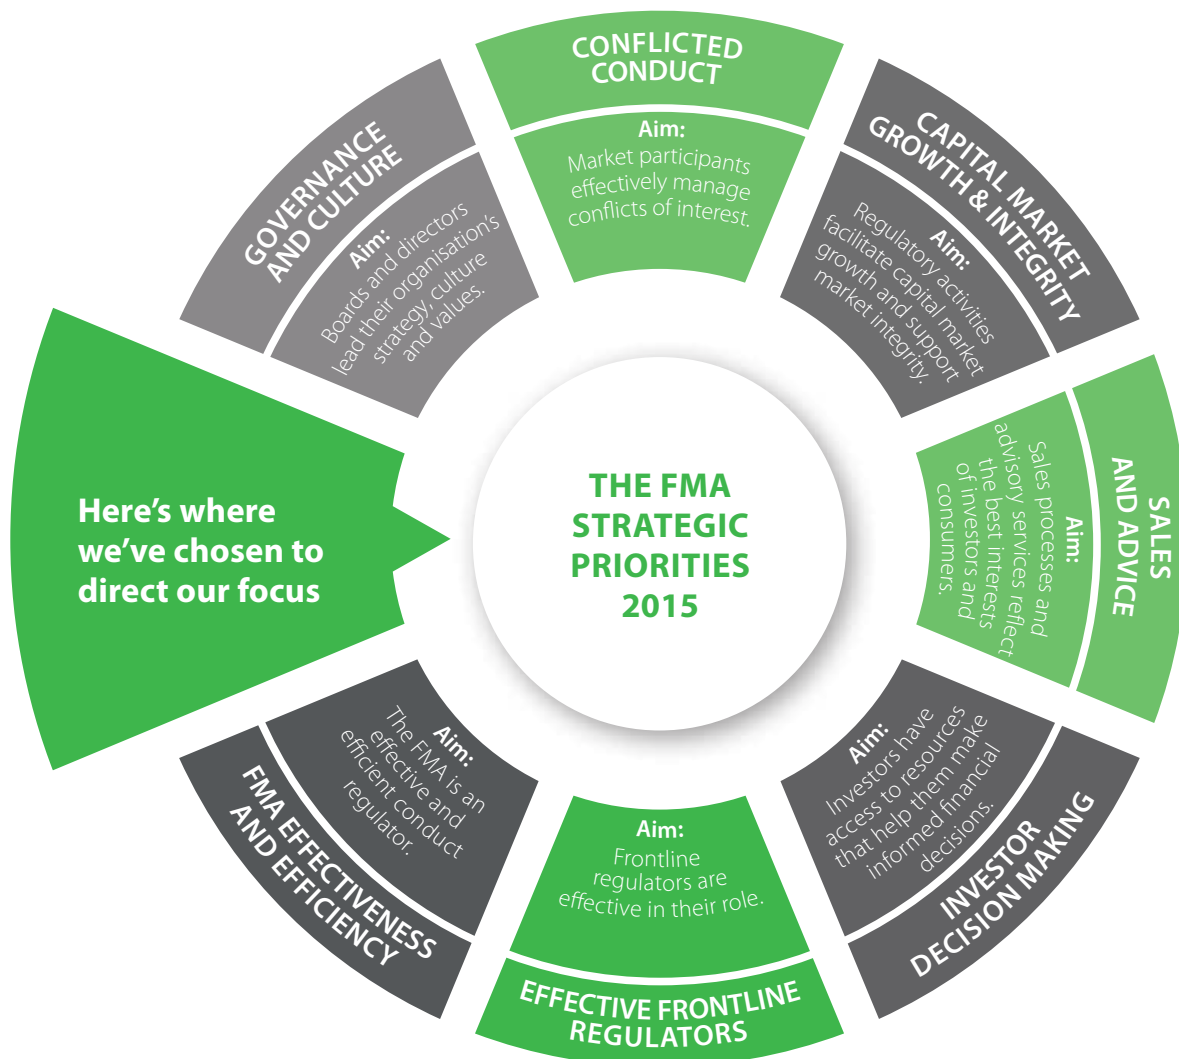 Here's where
we've chosen to
direct our focus
THE FMA
STRATEGIC
PRIORITIES
2015
GOVERNANCE
AND CULTURE
Aim:
Boards and directors
lead their organisation's
strategy, culture
and values.
CONFLICTED
CONDUCT
Aim:
Market participants
effectively manage
conflicts of interest.
CAPITAL MARKET
GROWTH & INTEGRITY
Aim:
Regulatory activities
facilitate capital market
growth and support
market integrity.
SALES
AND ADVICE
Aim:
Sales processes and
advisory services reflect
the best interests
of investors and
consumers.
Aim:
Investors have
access to resources
that help them make
informed financial
decisions.
INVESTOR
DECISION MAKING
Aim:
Frontline
regulators are
effective in their role.
EFFECTIVE FRONTLINE
REGULATORS
Aim:
The FMA is an
effective and
efficient conduct
regulator.
FMA EFFECTIVENESS
AND EFFICIENCY